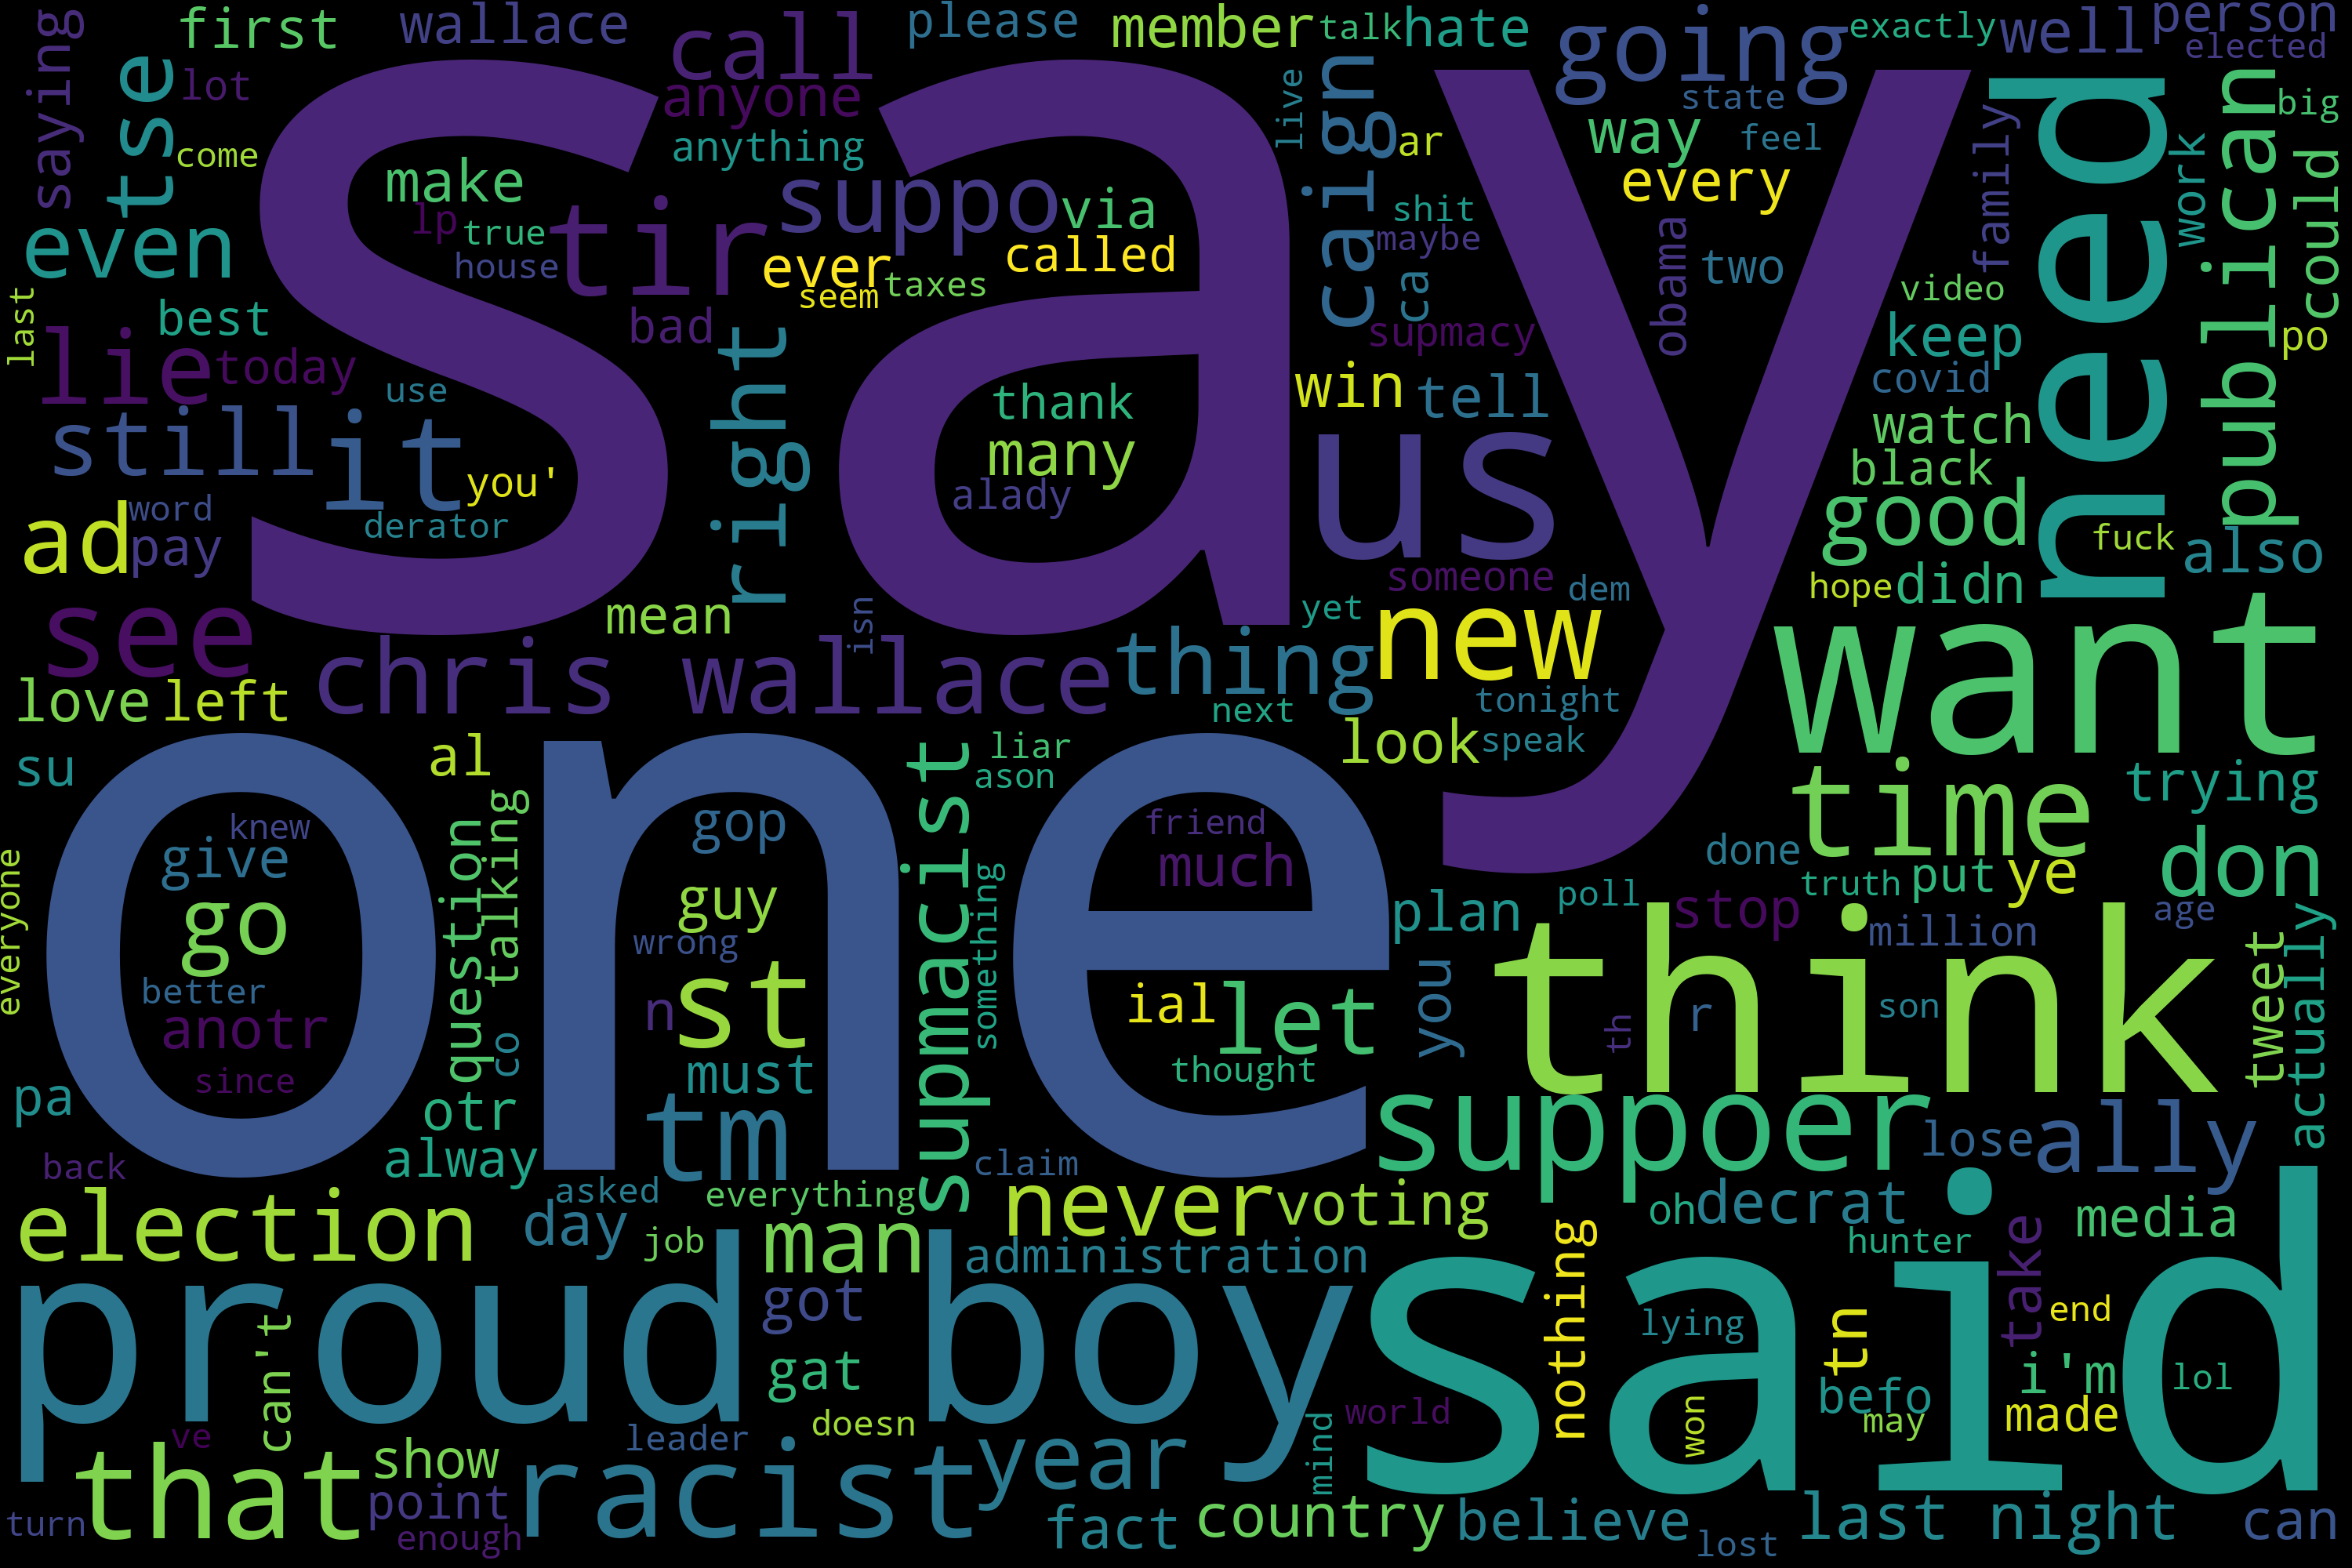 saying
first
wallace
call
please
member
talk
hate
going
exactly
well
person
elected
etse
lot
come
anyone
anything
live
caign
ar
state
way
feel
every
family
need
work
publican
big
could
even
make
lp
true
house
tir
suppo
via
ever
called
seem
taxes
say
shit
maybe
ca
obama
two
video
po
last
best
lie
today
bad
right
supmacy
keep
covid
use
thank
win
tell
watch
still
it
you'
many
us
black
alady
good
ad
word
pay
derator
fuck
also
someone
dem
hope
didn
see
mean
isn
yet
new
want
love
left
chris wallace
thing
next
tonight
look
speak
su
al
supmacist
liar
ason
time
trying
knew
give
question
talking
gop
friend
much
done
truth
put
ye
don
everyone
go
guy
something
plan
poll
stop
million
age
one
better
wrong
think
tweet
actually
anotr
n
st
ial
let
you
th
r
son
since
co
must
thought
pa
otr
tm
suppoer
lose
ally
back
alway
claim
asked
everything
never
voting
oh
decrat
media
election
day
job
man
administration
nothing
hunter
take
proud boy
said
got
lying
tn
end
can't
gat
i'm
lol
befo
ve
doesn
world
won
may
made
that
show
leader
racist
year
mind
point
turn
enough
fact
country
believe
lost
last night
can